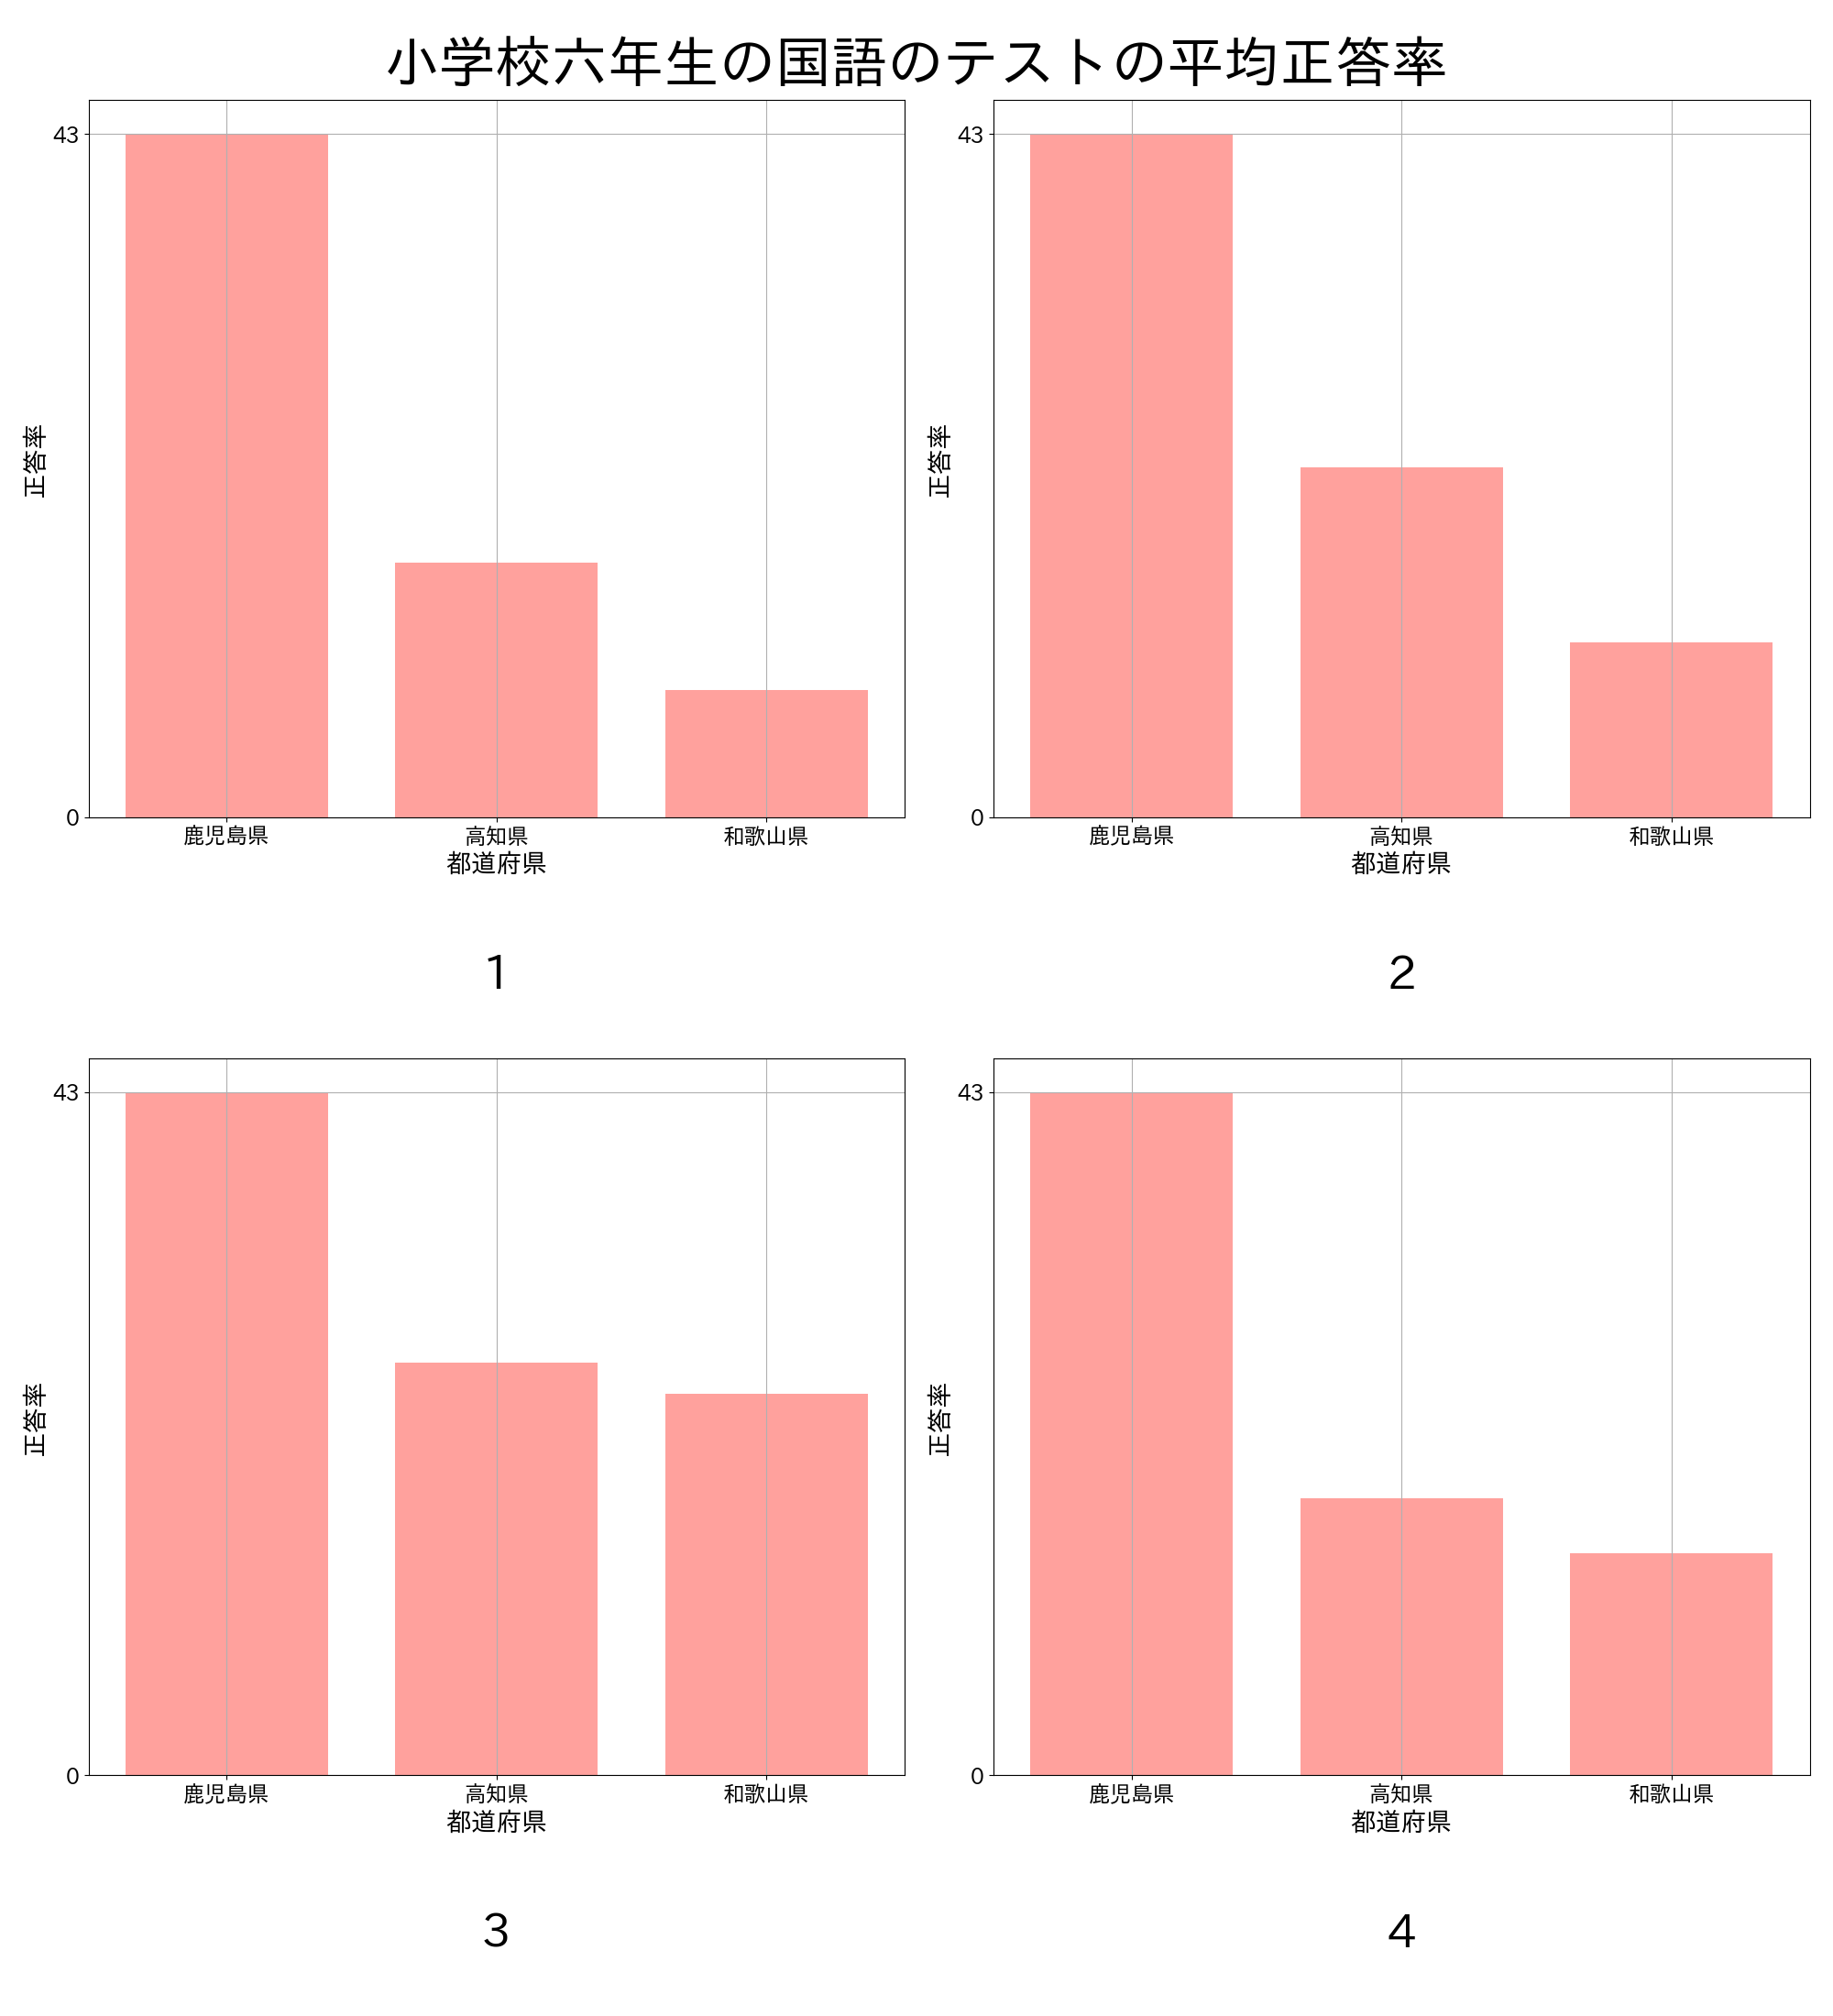 小学校六年生の国語のテストの平均正答率
43
正答率
0
鹿児島県 高知県 和歌山県
都道府県
1
43
正答率
0
鹿児島県 高知県 和歌山県
都道府県
2
43
正答率
0
鹿児島県 高知県 和歌山県
都道府県
3
43
正答率
0
鹿児島県 高知県 和歌山県
都道府県
4